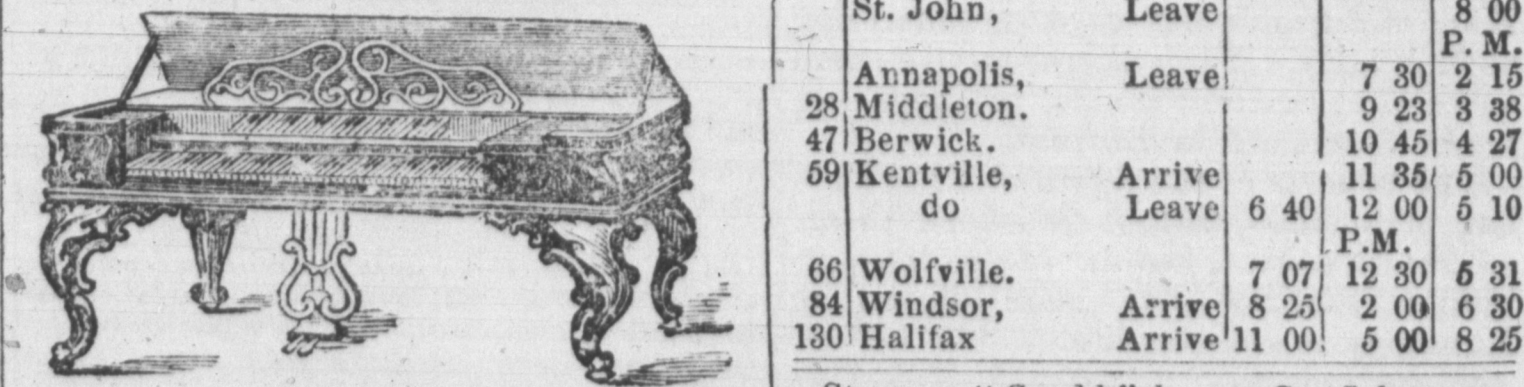 St. John, Leave 8 00
P. M.
Annapolis, Leave 7 30 2 15
28 Middleton. 9 23 3 38
47 Berwick. 10 45 4 27
59 Kentville, Arrive 11 35 5 00
do Leave 6 40 12 00 5 10
P.M.
66 Wolfville. 7 07 12 30 5 31
84 Windsor, Arrive 8 25 2 00 6 30
130 Halifax Arrive 11 00 5 00 8 25